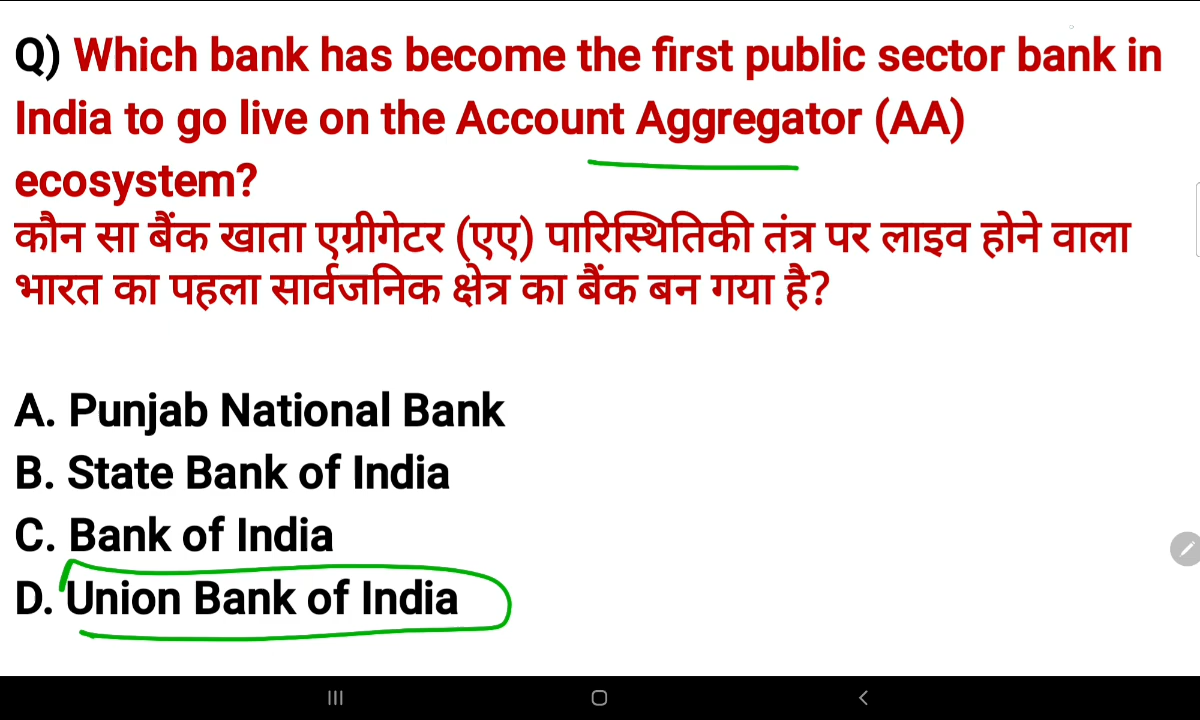 Q) Which bank has become the first public sector bank in
India to go live on the Account Aggregator (AA)
ecosystem?
कौन सा बैंक खाता एग्रीगेटर (एए) पारिस्थितिकी तंत्र पर लाइव होने वाला
भारत का पहला सार्वजनिक क्षेत्र का बैंक बन गया है?
A. Punjab National Bank
B. State Bank of India
C. Bank of India
D. Union Bank of India